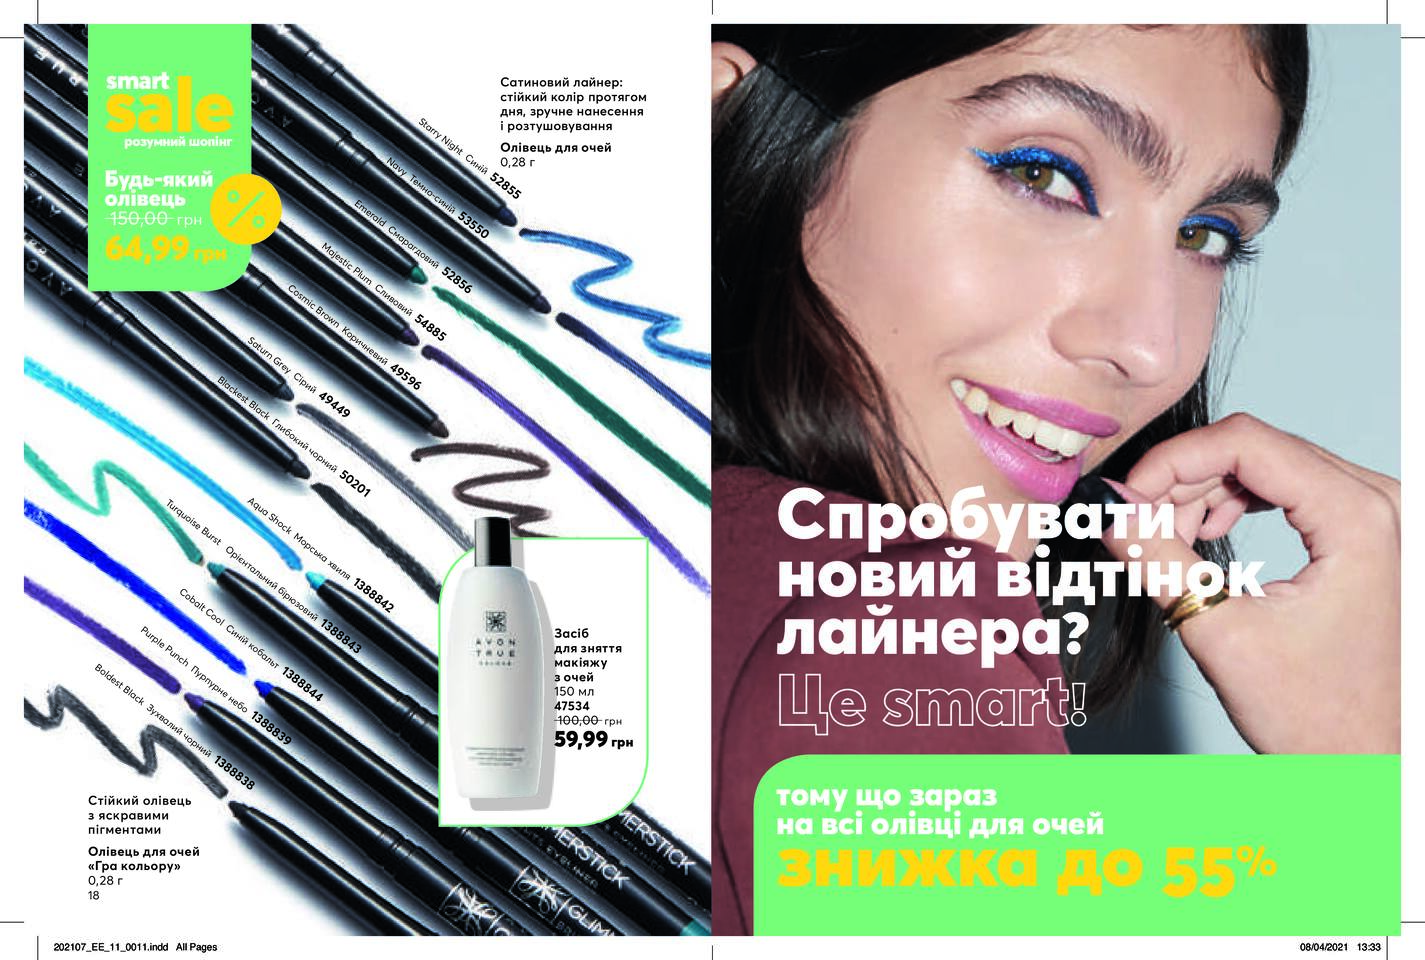 smart
sale
розумний шопінг
Будь-який
олівець
150,00 грн
64,99 грн
%
Сатиновий лайнер:
стійкий колір протягом
дня, зручне нанесення
і розтушовування
Олівець для очей
0,28 г
Starry Night Синій 52855
Navy Темно-синій 53550
Emerald Смарагдовий 52856
Majestic Plum Сливовий 54885
Cosmic Brown Коричневий 49596
Saturn Grey Сірий 49449
Blackest Black Глибокий чорний 50201
Aqua Shock Морська хвиля 1388842
Turquoise Burst Орієнтальний бірюзовий 1388843
Cobalt Cool Синій кобальт 1388844
Purple Punch Пурпурне небо 1388839
Boldest Black Зухвалий чорний 1388838
AVON
TRUE
Засіб
для зняття
макіяжу
з очей
150 мл
47534
100,00 грн
59,99 грн
Стійкий олівець
з яскравими
пігментами
Олівець для очей
«Гра кольору»
0,28 г
18
Спробувати
новий відтінок
лайнера?
Це smart!
тому що зараз
на всі олівці для очей
знижка до 55%
202107_EE_11_0011.indd All Pages
08/04/2021 13:33